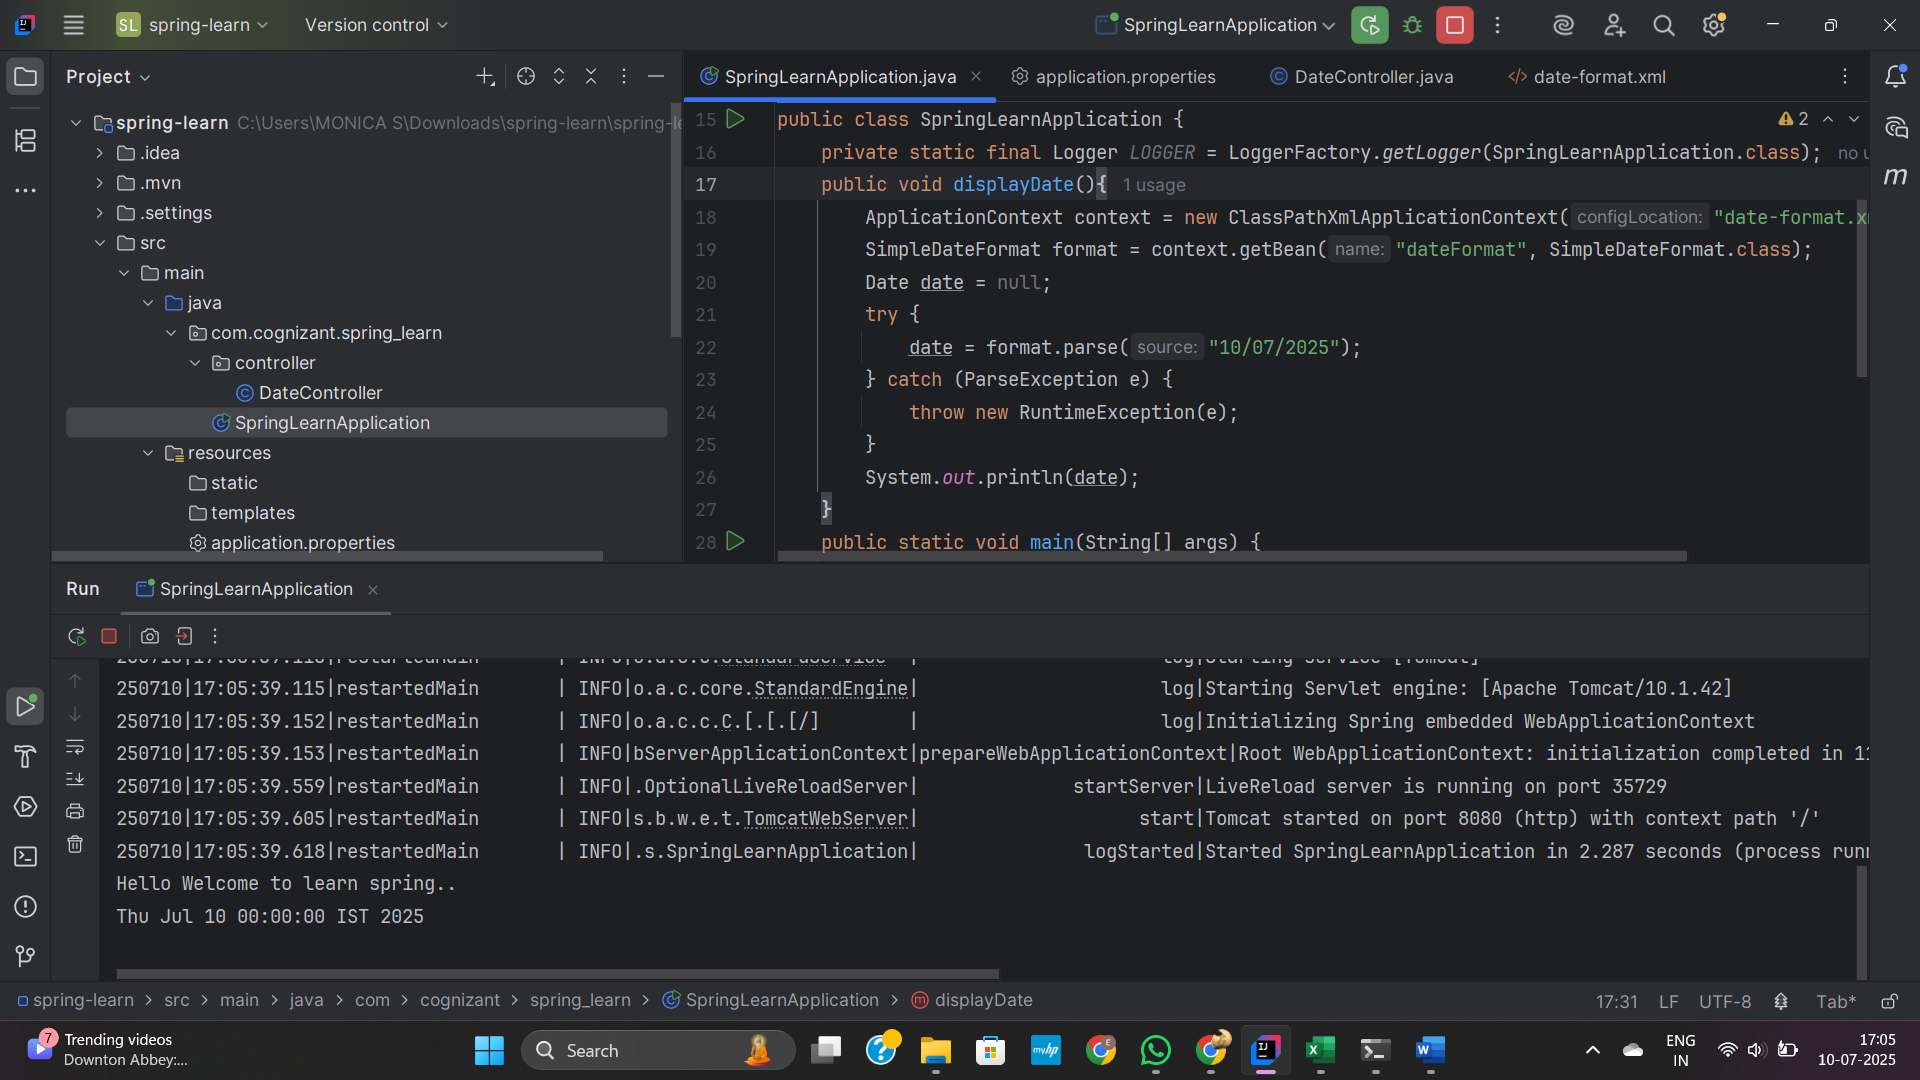 SL spring-learn Version control SpringLearnApplication
Project
SpringLearnApplication.java application.properties DateController.java date-format.xml
spring-learn C:\Users\MONICA S\Downloads\spring-learn\spring-le
.idea
.mvn
.settings
src
main
java
com.cognizant.spring_learn
controller
DateController
SpringLearnApplication
resources
static
templates
application.properties
15 public class SpringLearnApplication { 2
16 private static final Logger LOGGER = LoggerFactory.getLogger(SpringLearnApplication.class); no u
17 public void displayDate(){ 1 usage
18 ApplicationContext context = new ClassPathXmlApplicationContext( configLocation: "date-format.x
19 SimpleDateFormat format = context.getBean( name: "dateFormat", SimpleDateFormat.class);
20 Date date = null;
21 try {
22 date = format.parse( source: "10/07/2025");
23 } catch (ParseException e) {
24 throw new RuntimeException(e);
25 }
26 System.out.println(date);
27 }
28 public static void main(String[] args) {
m
Run SpringLearnApplication
250710|17:05:39.115|restartedMain | INFO|o.a.c.core.StandardEngine| log|Starting Servlet engine: [Apache Tomcat/10.1.42]
250710|17:05:39.152|restartedMain | INFO|o.a.c.c.C.[.[.[/] | log|Initializing Spring embedded WebApplicationContext
250710|17:05:39.153|restartedMain | INFO|bServerApplicationContext|prepareWebApplicationContext|Root WebApplicationContext: initialization completed in 11
250710|17:05:39.559|restartedMain | INFO|.OptionalLiveReloadServer| startServer|LiveReload server is running on port 35729
250710|17:05:39.605|restartedMain | INFO|s.b.w.e.t.TomcatWebServer| start|Tomcat started on port 8080 (http) with context path '/'
250710|17:05:39.618|restartedMain | INFO|.s.SpringLearnApplication| logStarted|Started SpringLearnApplication in 2.287 seconds (process runn
Hello Welcome to learn spring..
Thu Jul 10 00:00:00 IST 2025
spring-learn > src > main > java > com > cognizant > spring_learn > SpringLearnApplication > displayDate 17:31 LF UTF-8 Tab*
7 Trending videos
Downton Abbey:...
Search
myhp
ENG
IN
17:05
10-07-2025